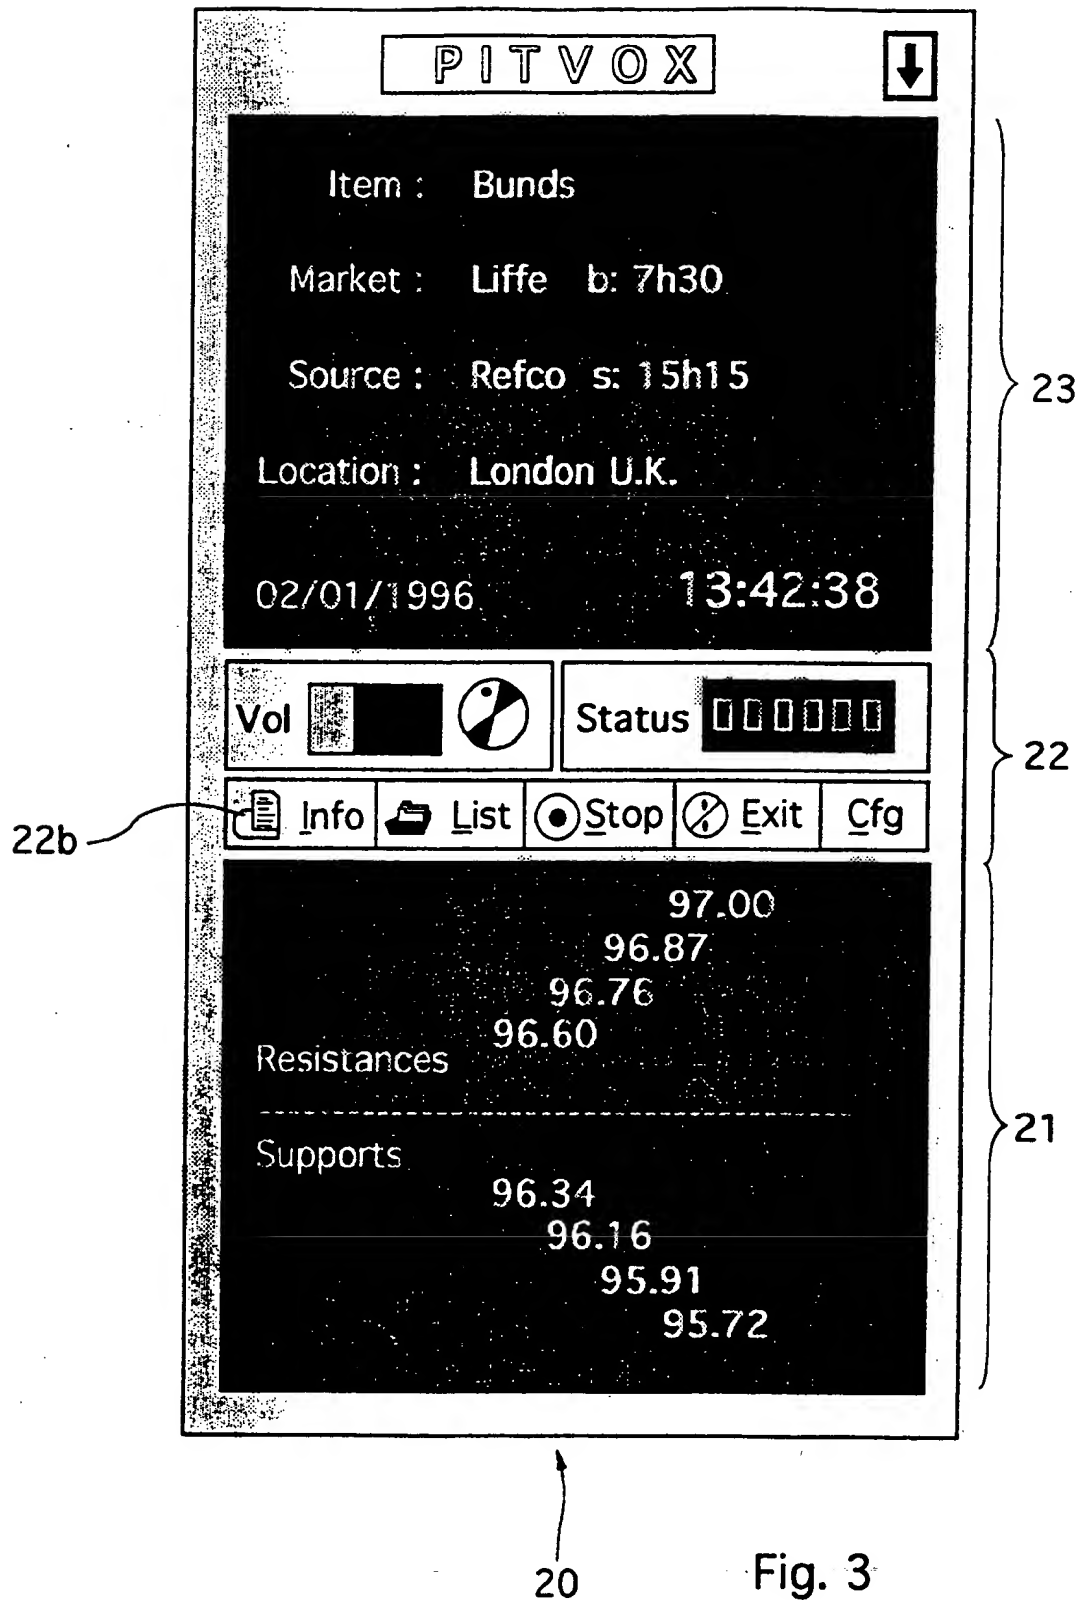 PITVOX
Item : Bunds
Market : Liffe b: 7h30
Source : Refco s: 15h15
23
Location : London U.K.
02/01/1996 13:42:38
Vol Status
22
Info List Stop Exit Cfg
22b
97.00
96.87
96.76
96.60
Resistances
21
Supports
96.34
96.16
95.91
95.72
20
Fig. 3